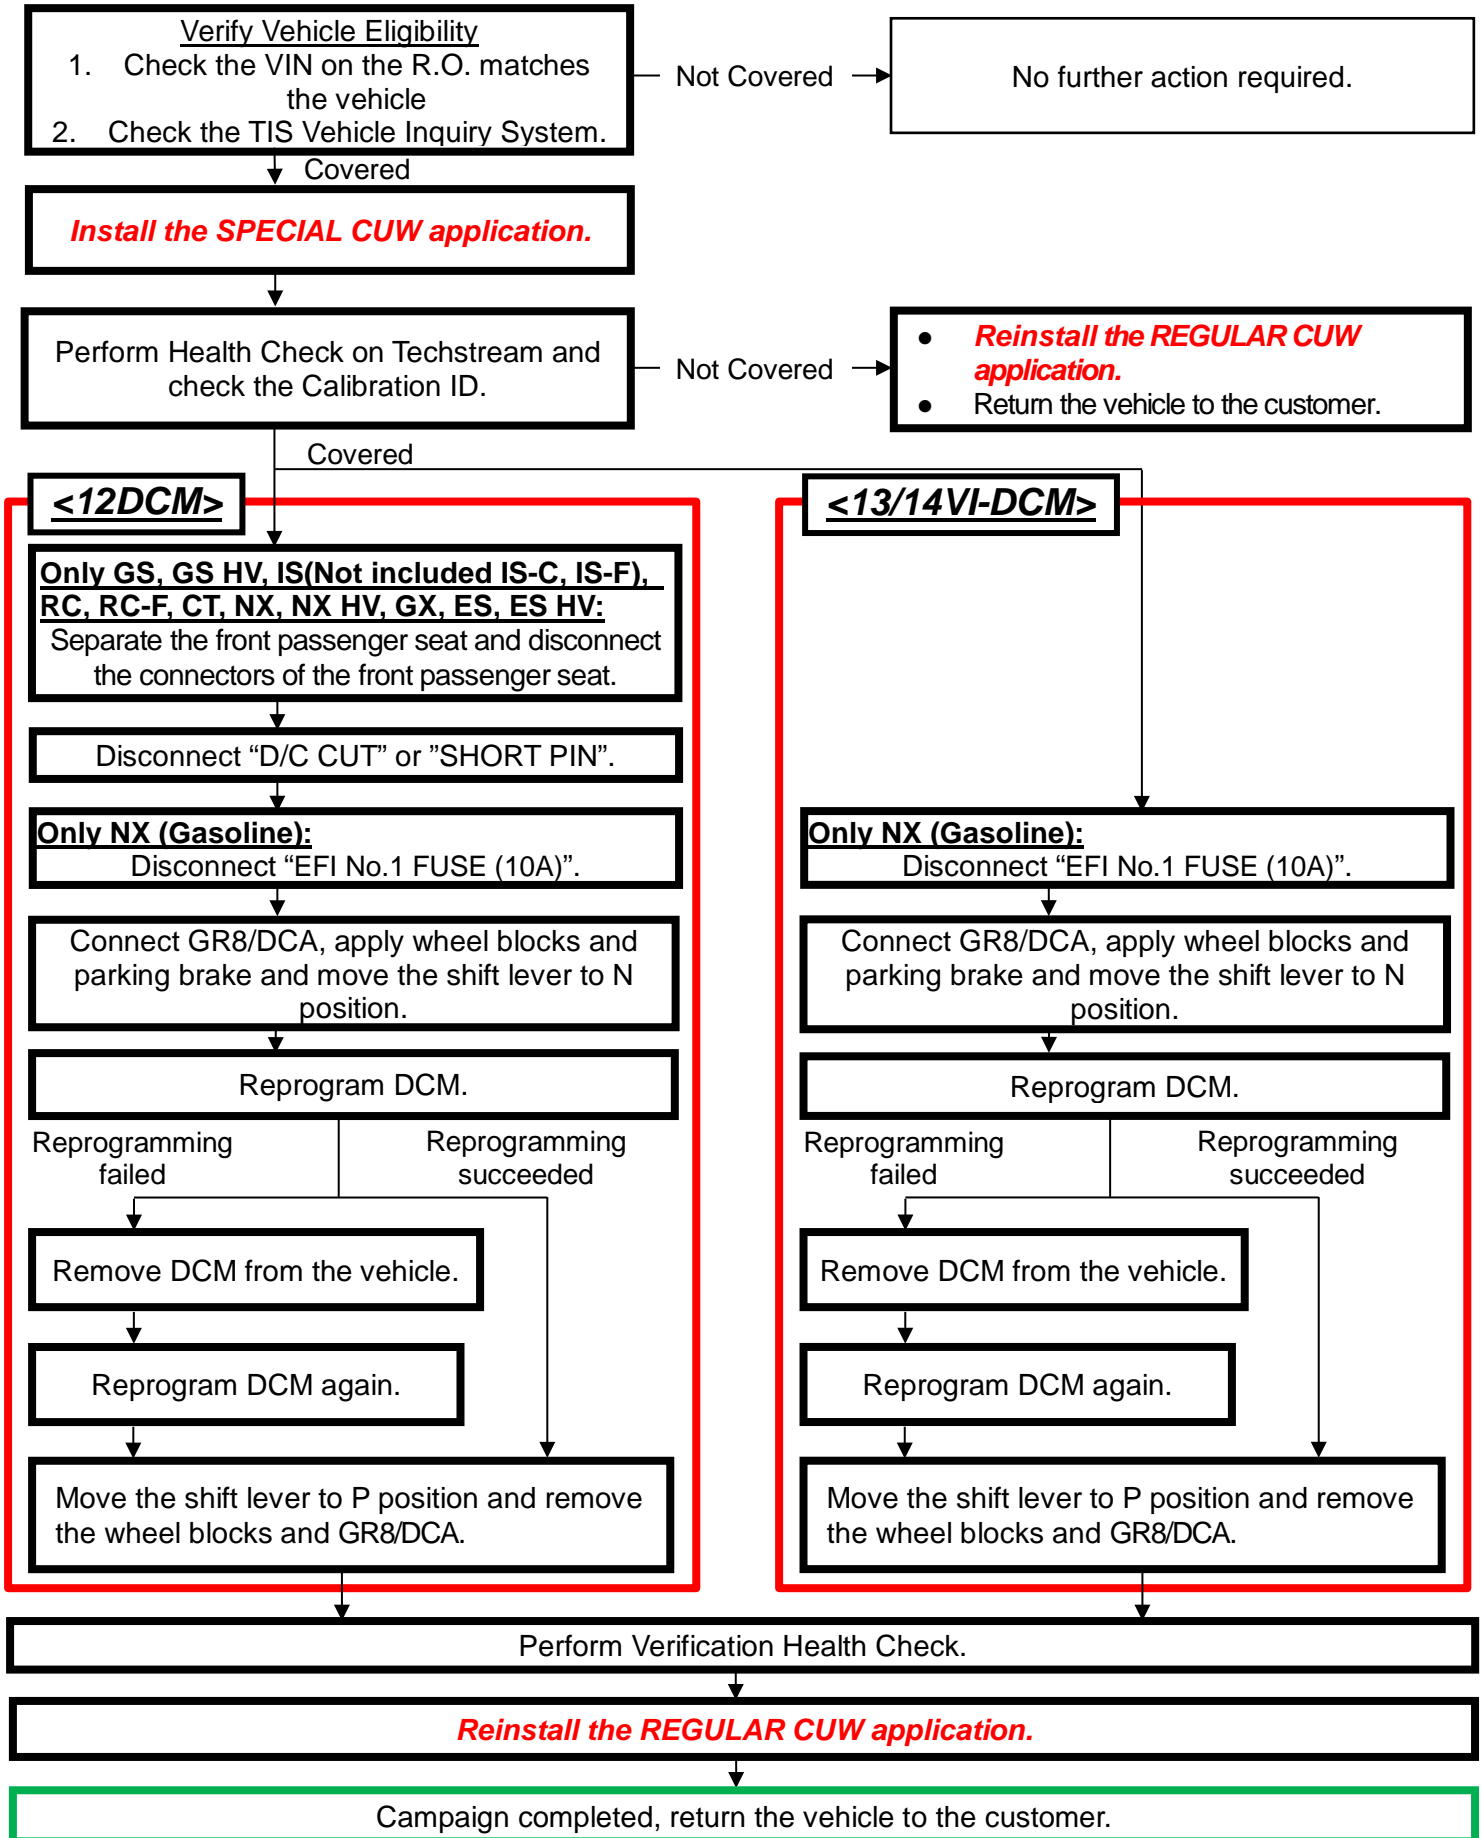 Verify Vehicle Eligibility
1. Check the VIN on the R.O. matches
the vehicle
2. Check the TIS Vehicle Inquiry System.
Not Covered
No further action required.
Covered
Install the SPECIAL CUW application.
Perform Health Check on Techstream and
check the Calibration ID.
Not Covered
● Reinstall the REGULAR CUW
application.
● Return the vehicle to the customer.
Covered
<12DCM>
Only GS, GS HV, IS(Not included IS-C, IS-F),
RC, RC-F, CT, NX, NX HV, GX, ES, ES HV:
Separate the front passenger seat and disconnect
the connectors of the front passenger seat.
Disconnect “D/C CUT” or ”SHORT PIN”.
Only NX (Gasoline):
Disconnect “EFI No.1 FUSE (10A)”.
Connect GR8/DCA, apply wheel blocks and
parking brake and move the shift lever to N
position.
Reprogram DCM.
Reprogramming
failed
Reprogramming
succeeded
Remove DCM from the vehicle.
Reprogram DCM again.
Move the shift lever to P position and remove
the wheel blocks and GR8/DCA.
<13/14VI-DCM>
Only NX (Gasoline):
Disconnect “EFI No.1 FUSE (10A)”.
Connect GR8/DCA, apply wheel blocks and
parking brake and move the shift lever to N
position.
Reprogram DCM.
Reprogramming
failed
Reprogramming
succeeded
Remove DCM from the vehicle.
Reprogram DCM again.
Move the shift lever to P position and remove
the wheel blocks and GR8/DCA.
Perform Verification Health Check.
Reinstall the REGULAR CUW application.
Campaign completed, return the vehicle to the customer.